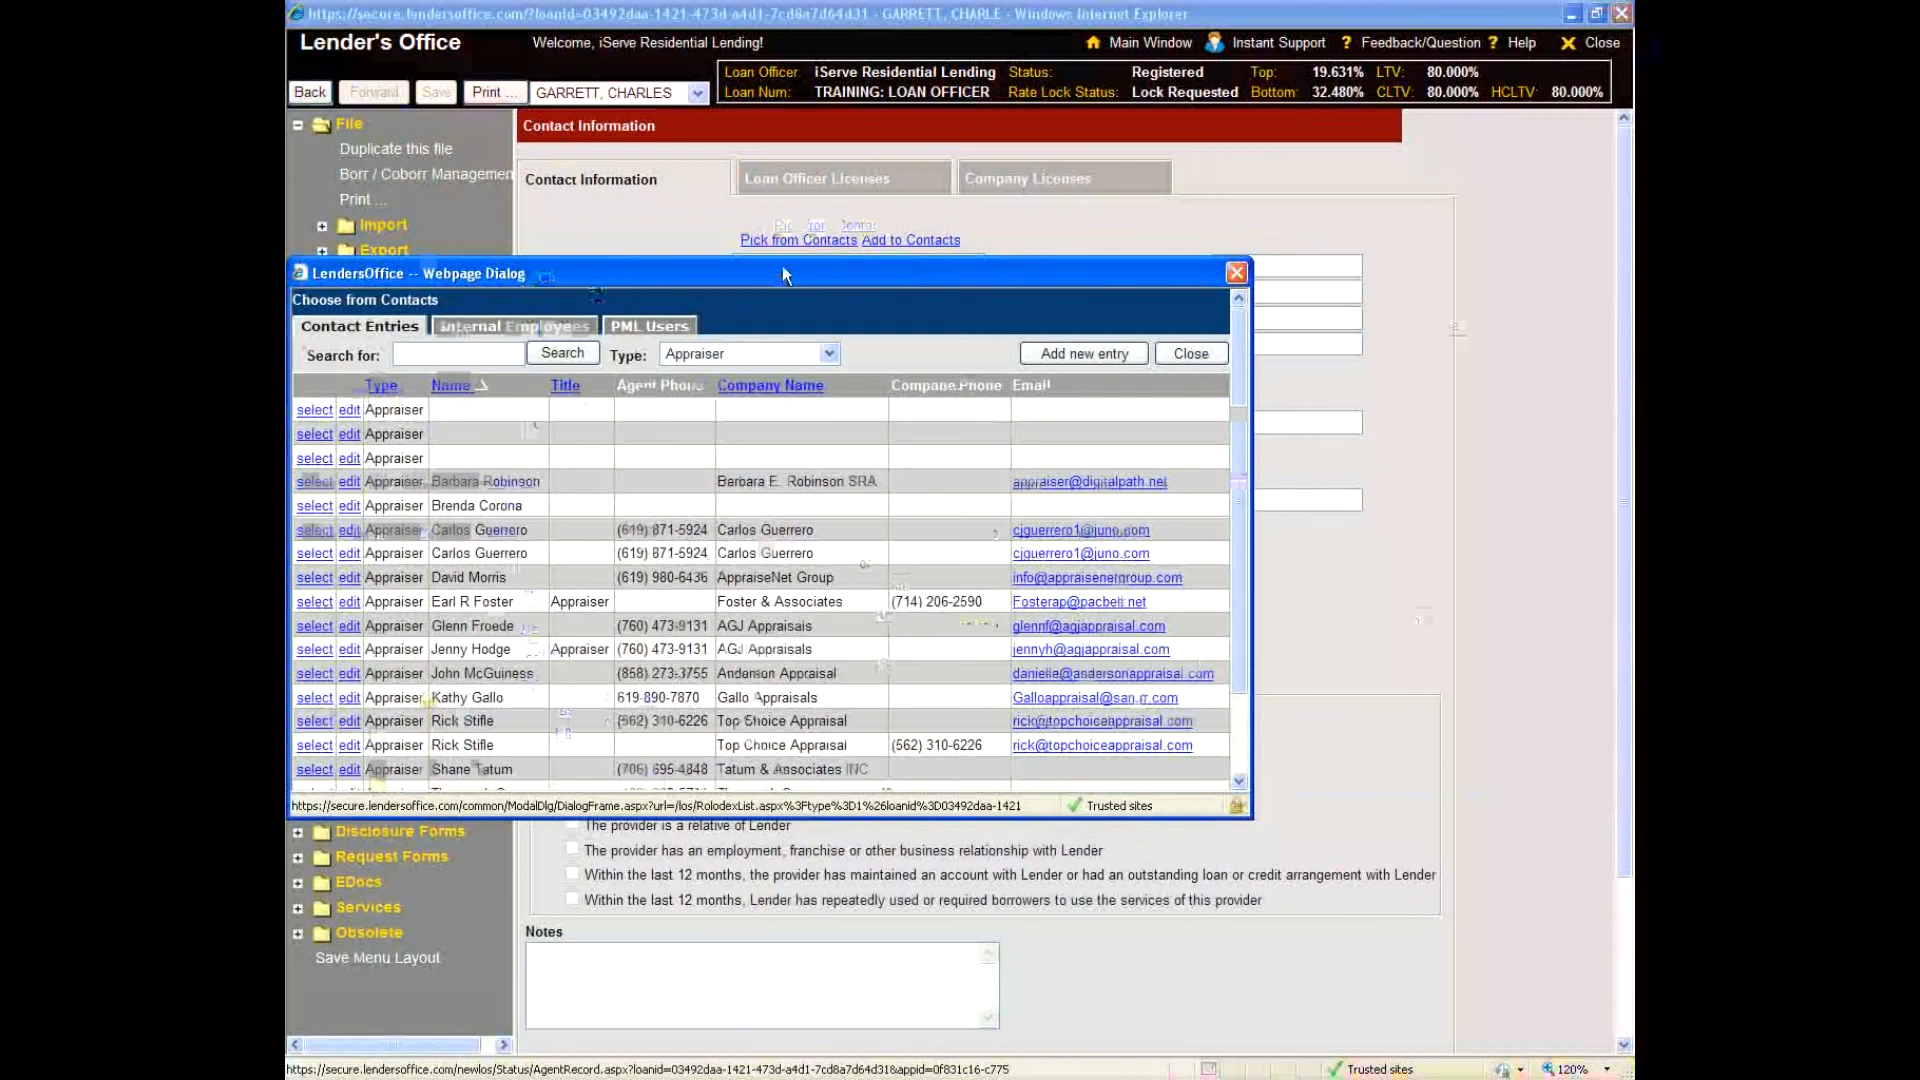 https://secure.lendersoffice.com/?loanid=03492daa-1421-473d-a4d1-7cd8a7d64d31 - GARRETT, CHARLE - Windows Internet Explorer
Lender's Office
Welcome, iServe Residential Lending!
Main Window Instant Support ? Feedback/Question ? Help Close
Loan Officer: iServe Residential Lending Status: Registered Top: 19.631% LTV: 80.000%
Back Forward Save Print ... GARRETT, CHARLES
Loan Num: TRAINING: LOAN OFFICER Rate Lock Status: Lock Requested Bottom: 32.480% CLTV: 80.000% HCLTV: 80.000%
File
Duplicate this file
Borr / Coborr Managemen
Print ...
Import
Export
Contact Information
Contact Information Loan Officer Licenses Company Licenses
Pick from Contacts Add to Contacts
LendersOffice -- Webpage Dialog
Choose from Contacts
Contact Entries Internal Employees PML Users
Search for: Search Type: Appraiser Add new entry Close
Type Name Title Agent Phone Company Name Email
select edit Appraiser
select edit Appraiser
select edit Appraiser
select edit Appraiser Barbara Robinson Barbara E. Robinson SRA appraiser@digitalpath.net
select edit Appraiser Brenda Corona
select edit Appraiser Carlos Guerrero (619) 871-5924 Carlos Guerrero cjguerrero1@juno.com
select edit Appraiser Carlos Guerrero (619) 871-5924 Carlos Guerrero cjguerrero1@juno.com
select edit Appraiser David Morris (619) 980-6436 AppraiseNet Group info@appraisenetgroup.com
select edit Appraiser Earl R Foster Appraiser Foster & Associates (714) 206-2590 Fosterap@pacbell.net
select edit Appraiser Glenn Froede (760) 473-9131 AGJ Appraisals glennf@agjappraisal.com
select edit Appraiser Jenny Hodge Appraiser (760) 473-9131 AGJ Appraisals jennyh@agjappraisal.com
select edit Appraiser John McGuiness (858) 273-3755 Anderson Appraisal danielle@andersonappraisal.com
select edit Appraiser Kathy Gallo 619-890-7870 Gallo Appraisals Galloappraisal@san.rr.com
select edit Appraiser Rick Stifle (562) 310-6226 Top Choice Appraisal rick@topchoiceappraisal.com
select edit Appraiser Rick Stifle Top Choice Appraisal (562) 310-6226 rick@topchoiceappraisal.com
select edit Appraiser Shane Tatum (706) 695-4848 Tatum & Associates INC
https://secure.lendersoffice.com/common/ModalDlg/DialogFrame.aspx?url=/los/RolodexList.aspx%3Ftype%3D1%26loanid%3D03492daa-1421 Trusted sites
Disclosure Forms
Request Forms
EDocs
Services
Obsolete
Save Menu Layout
The provider is a relative of Lender
The provider has an employment, franchise or other business relationship with Lender
Within the last 12 months, the provider has maintained an account with Lender or had an outstanding loan or credit arrangement with Lender
Within the last 12 months, Lender has repeatedly used or required borrowers to use the services of this provider
Notes
https://secure.lendersoffice.com/newlos/Status/AgentRecord.aspx?loanid=03492daa-1421-473d-a4d1-7cd8a7d64d31&appid=0f831c16-c775 Trusted sites 120%